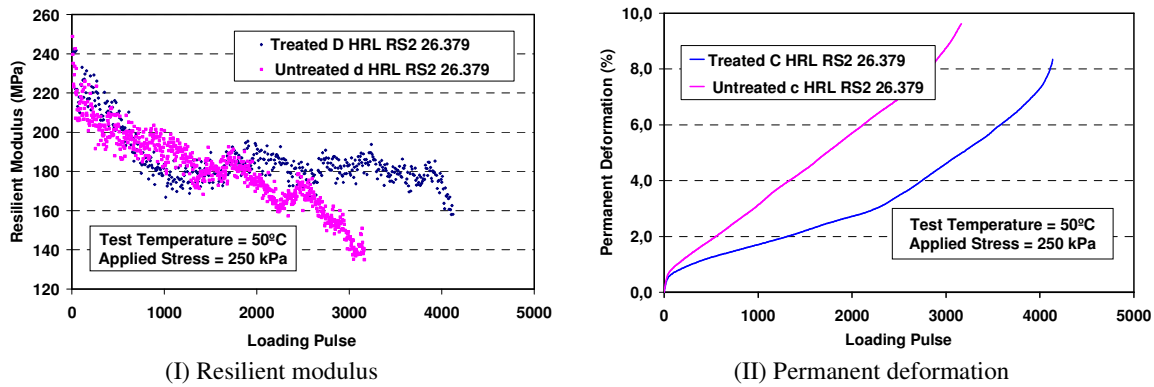 260
240
220
200
180
160
140
120
Resilient Modulus (MPa)
Treated D HRL RS2 26.379
Untreated d HRL RS2 26.379
Test Temperature = 50ºC
Applied Stress = 250 kPa
0 1000 2000 3000 4000 5000
Loading Pulse
(I) Resilient modulus
10,0
8,0
6,0
4,0
2,0
0,0
Permanent Deformation (%)
Treated C HRL RS2 26.379
Untreated c HRL RS2 26.379
Test Temperature = 50ºC
Applied Stress = 250 kPa
0 1000 2000 3000 4000 5000
Loading Pulse
(II) Permanent deformation